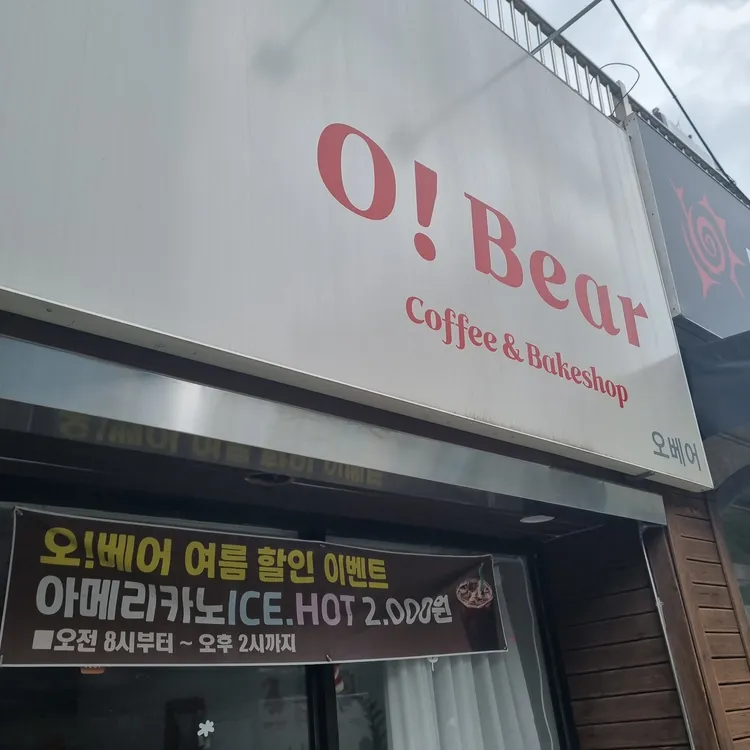 O! Bear
Coffee & Bakeshop
오베어
오!베어 여름 할인 이벤트
아메리카노ICE.HOT 2.000원
■오전 8시부터 ~ 오후 2시까지